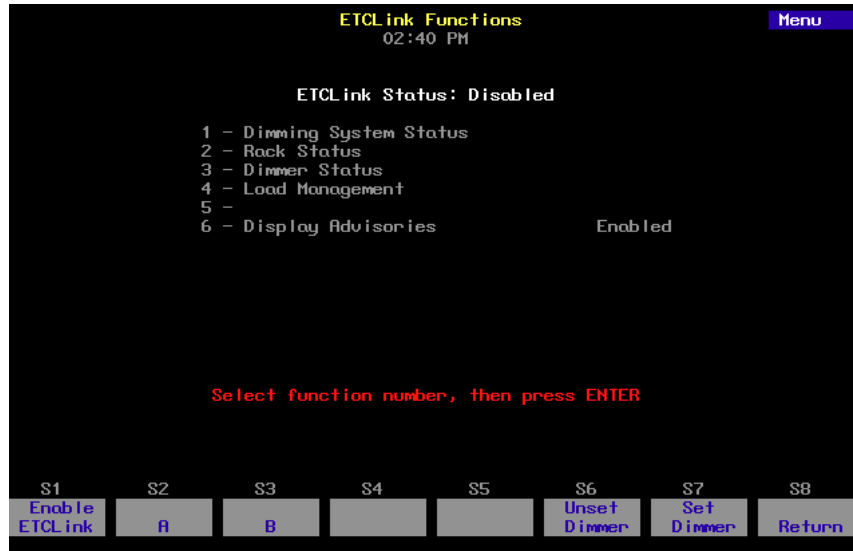 ETCLink Functions Menu
02:40 PM
ETCLink Status: Disabled
1 - Dimming System Status
2 - Rack Status
3 - Dimmer Status
4 - Load Management
5 -
6 - Display Advisories Enabled
Select function number, then press ENTER
S1 S2 S3 S4 S5 S6 S7 S8
Enable Unset Set
ETCLink A B Dimmer Dimmer Return